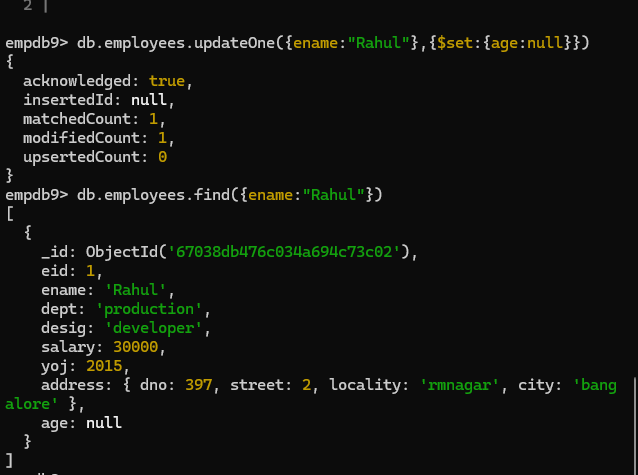 2 |
empdb9> db.employees.updateOne({ename:"Rahul"},{$set:{age:null}})
{
  acknowledged: true,
  insertedId: null,
  matchedCount: 1,
  modifiedCount: 1,
  upsertedCount: 0
}
empdb9> db.employees.find({ename:"Rahul"})
[
  {
    _id: ObjectId('67038db476c034a694c73c02'),
    eid: 1,
    ename: 'Rahul',
    dept: 'production',
    desig: 'developer',
    salary: 30000,
    yoj: 2015,
    address: { dno: 397, street: 2, locality: 'rmnagar', city: 'bang
alore' },
    age: null
  }
]